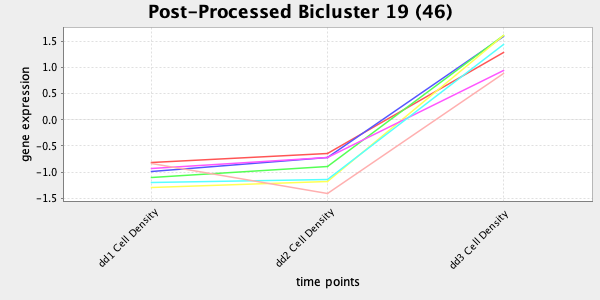 Post-Processed Bicluster 19 (46)
gene expression
1.5
1.0
0.5
0.0
−0.5
−1.0
−1.5
dd1 Cell Density
dd2 Cell Density
dd3 Cell Density
time points